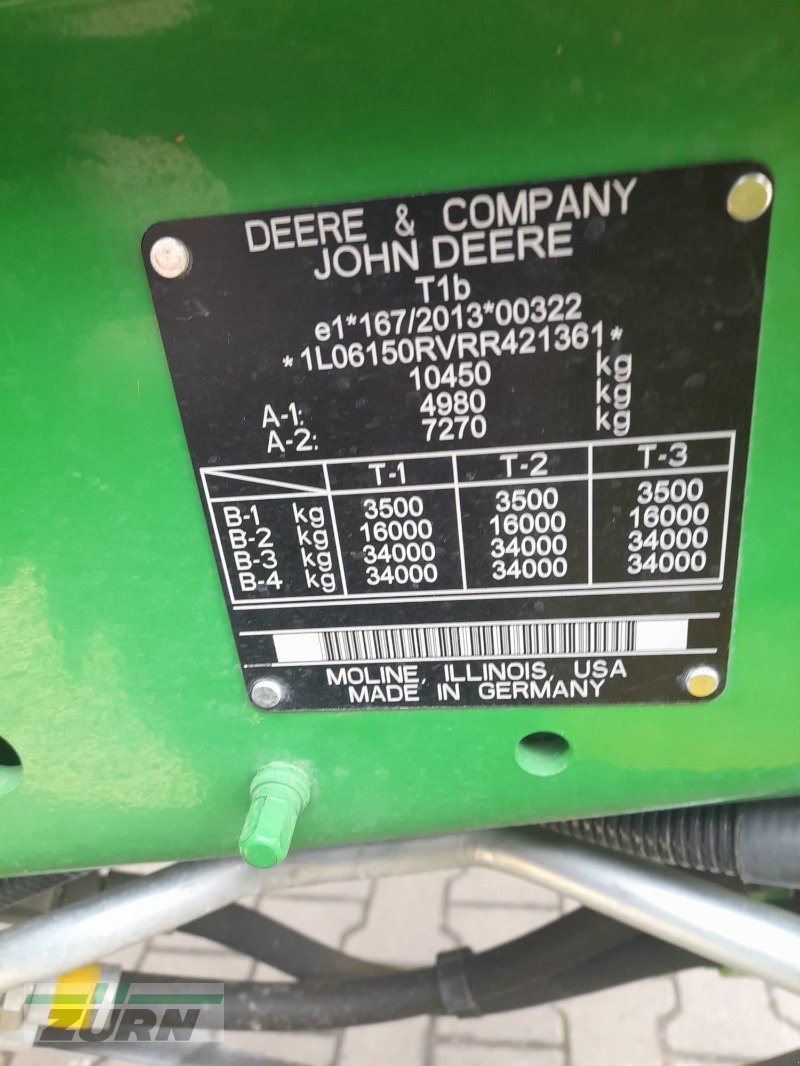 DEERE & COMPANY
JOHN DEERE
T1b
e1*167/2013*00322
*1L06150RVRR421361*
10450 kg
A-1: 4980 kg
A-2: 7270 kg
T-1 T-2 T-3
B-1 kg 3500 3500 3500
B-2 kg 16000 16000 16000
B-3 kg 34000 34000 34000
B-4 kg 34000 34000 34000
MOLINE, ILLINOIS, USA
MADE IN GERMANY
ZÜRN